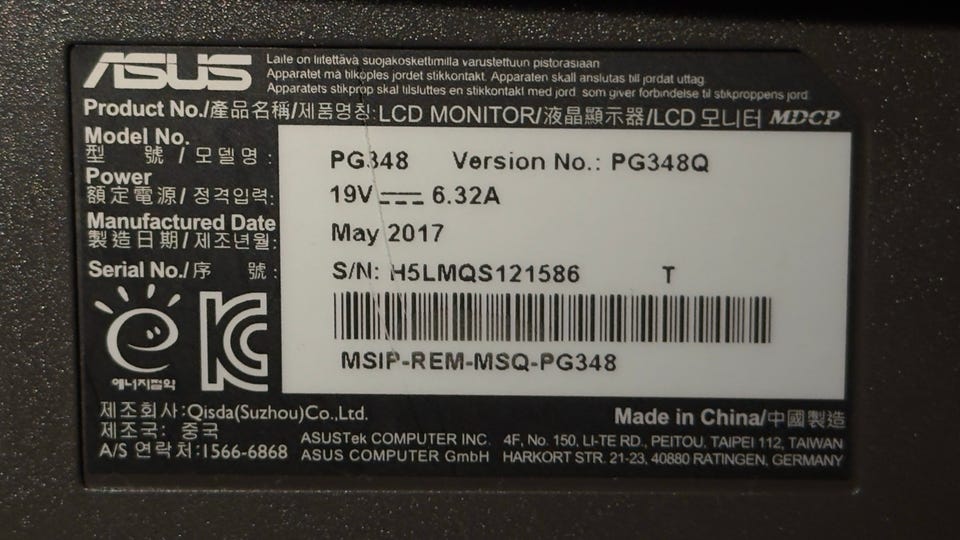 ASUS
Laite on liitettävä suojakoskettimilla varustettuun pistorasiaan
Apparatet må tilkoples jordet stikkontakt. Apparaten skall anslutas till jordat uttag.
Apparatets stikprop skal tilsluttes en stikkontakt med jord som giver forbindelse til stikproppens jord.
Product No./產品名稱/제품명칭: LCD MONITOR/液晶顯示器/LCD 모니터 MDCP
Model No.
型 號 / 모델명 : PG348 Version No.: PG348Q
Power
額定電源/ 정격입력: 19V 6.32A
Manufactured Date
製造日期/ 제조년월: May 2017
Serial No./序 號 : S/N: H5LMQS121586 T
에너지절약
MSIP-REM-MSQ-PG348
제조회사:Qisda(Suzhou)Co.,Ltd.
Made in China/中國製造
제조국: 중국
A/S 연락처:1566-6868
ASUSTek COMPUTER INC. 4F, No. 150, LI-TE RD., PEITOU, TAIPEI 112, TAIWAN
ASUS COMPUTER GmbH HARKORT STR. 21-23, 40880 RATINGEN, GERMANY